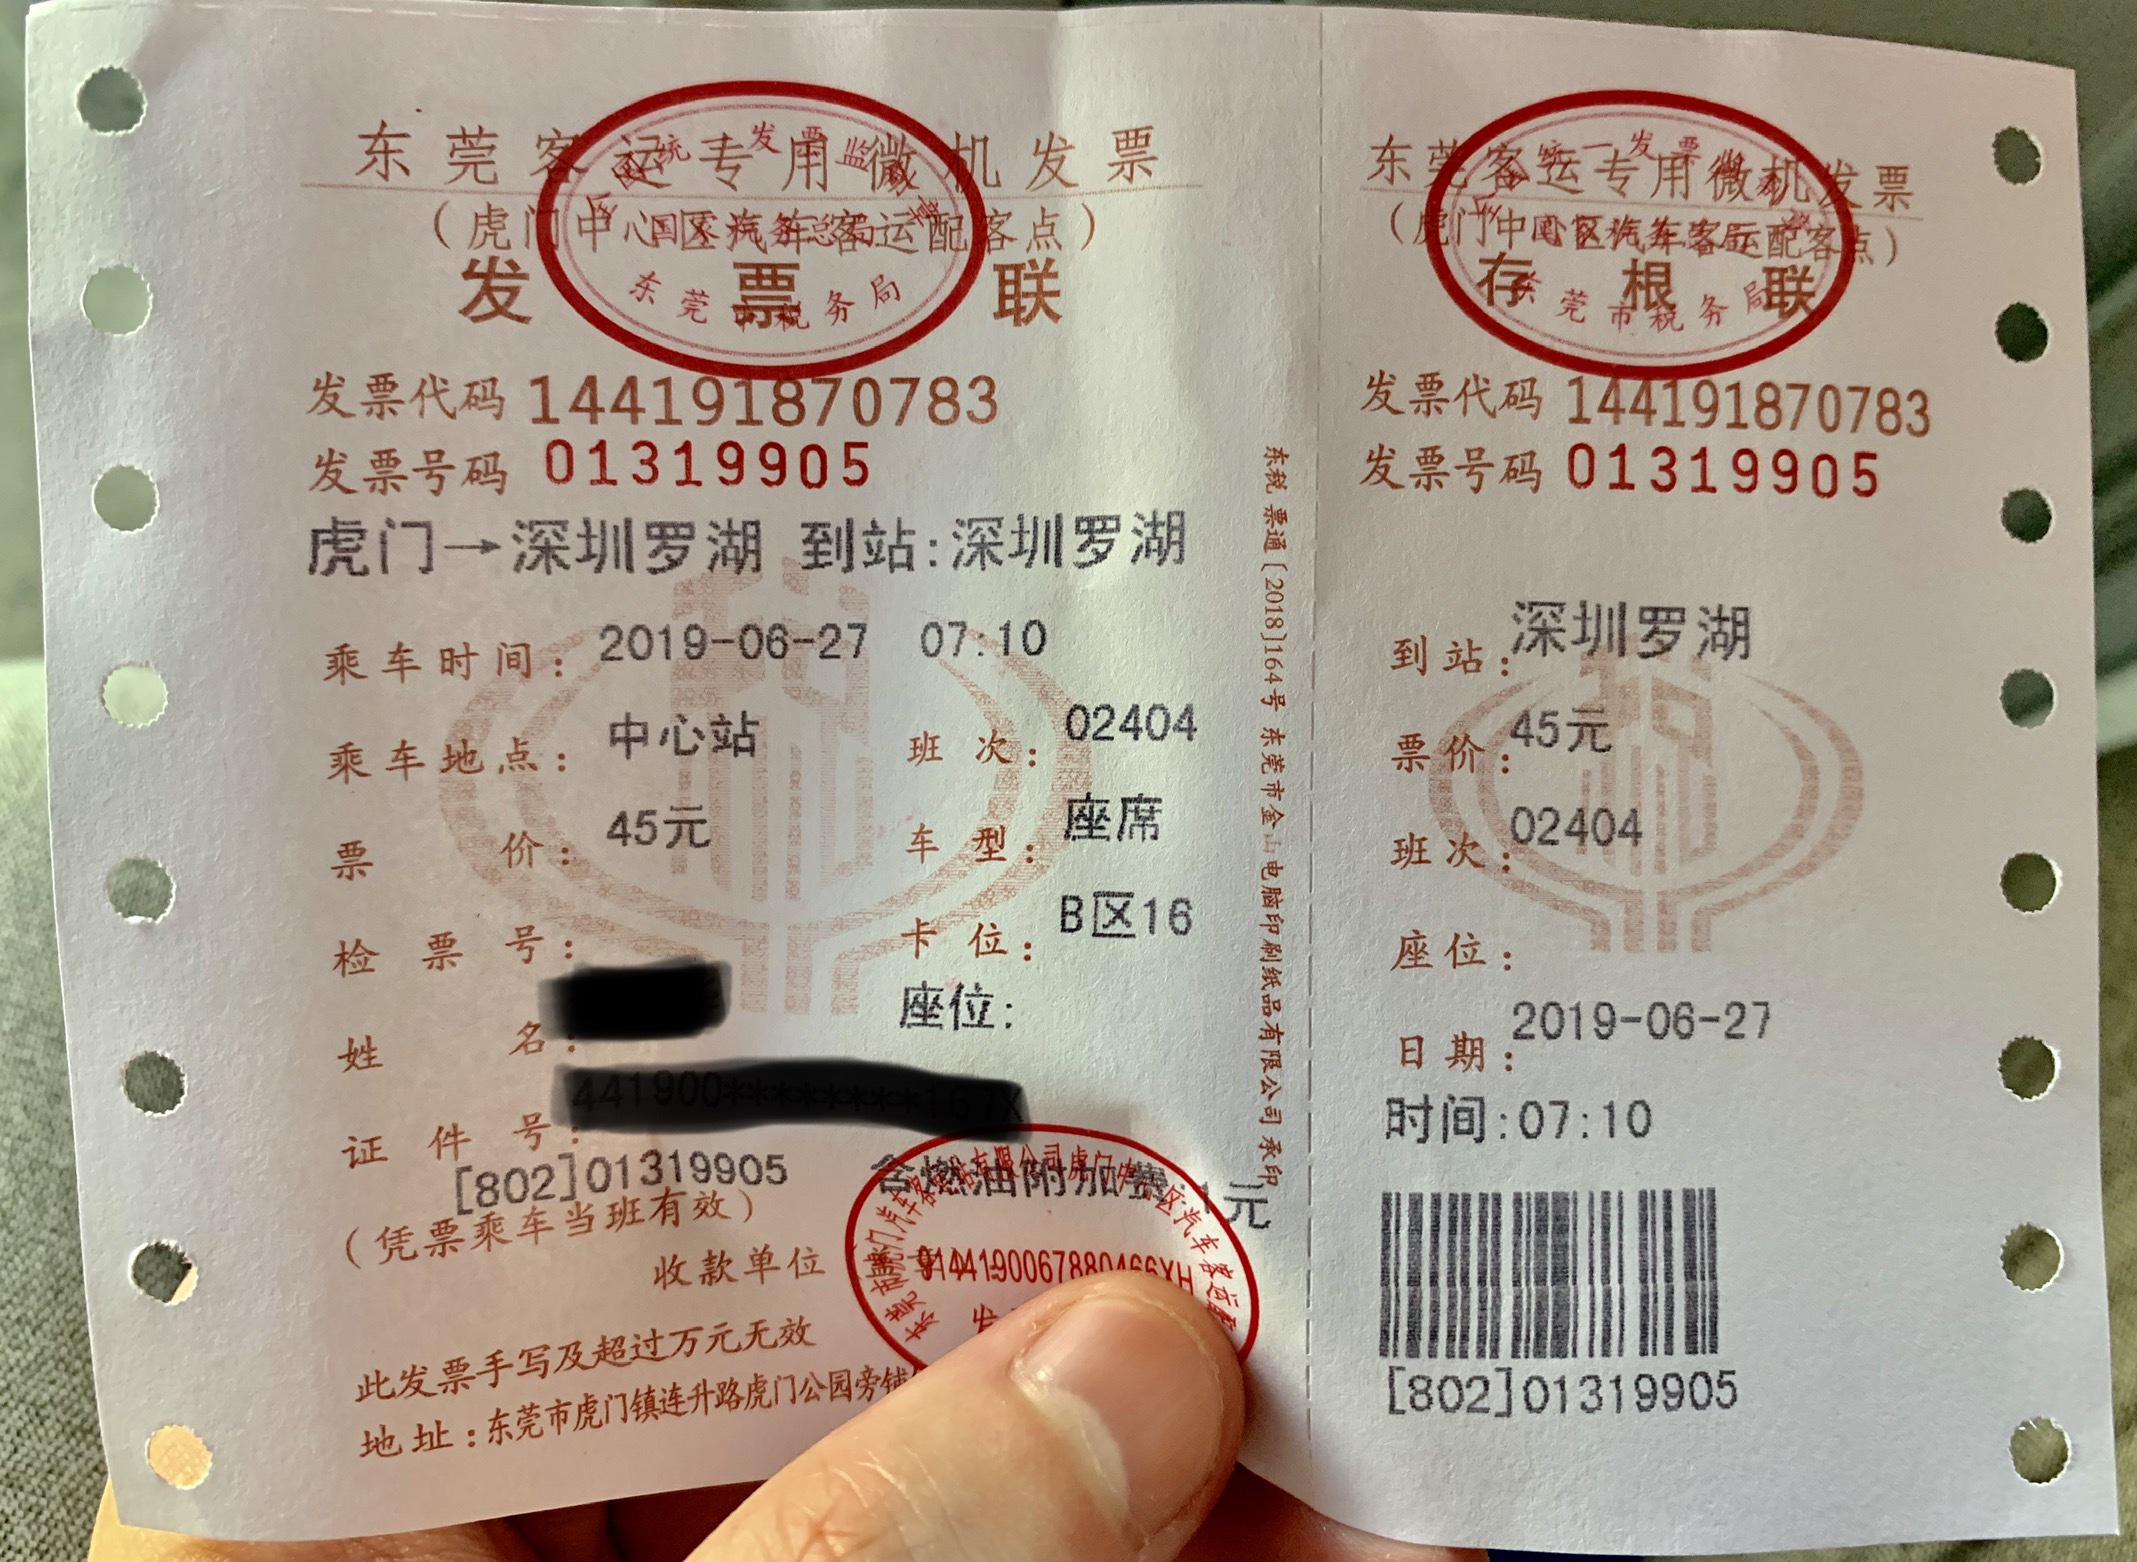 东莞客运专用微机发票
(虎门中心区汽车客运配客点)
发票联
东莞市税务局
发票代码 144191870783
发票号码 01319905
虎门→深圳罗湖 到站:深圳罗湖
乘车时间: 2019-06-27 07:10
乘车地点: 中心站 班次: 02404
票价: 45元 车型: 座席
检票号: 卡位: B区16
姓名: 座位:
证件号:
[802]01319905 含燃油附加费:1元
(凭票乘车当班有效)
收款单位
9144190067880466XH
此发票手写及超过万元无效
地址:东莞市虎门镇连升路虎门公园旁铺
东税 票通[2018]164号 东莞市金山电脑印刷纸品有限公司承印
东莞客运专用微机发票
(虎门中心区汽车客运配客点)
存根联
东莞市税务局
发票代码 144191870783
发票号码 01319905
到站: 深圳罗湖
票价: 45元
班次: 02404
座位:
日期: 2019-06-27
时间:07:10
[802]01319905